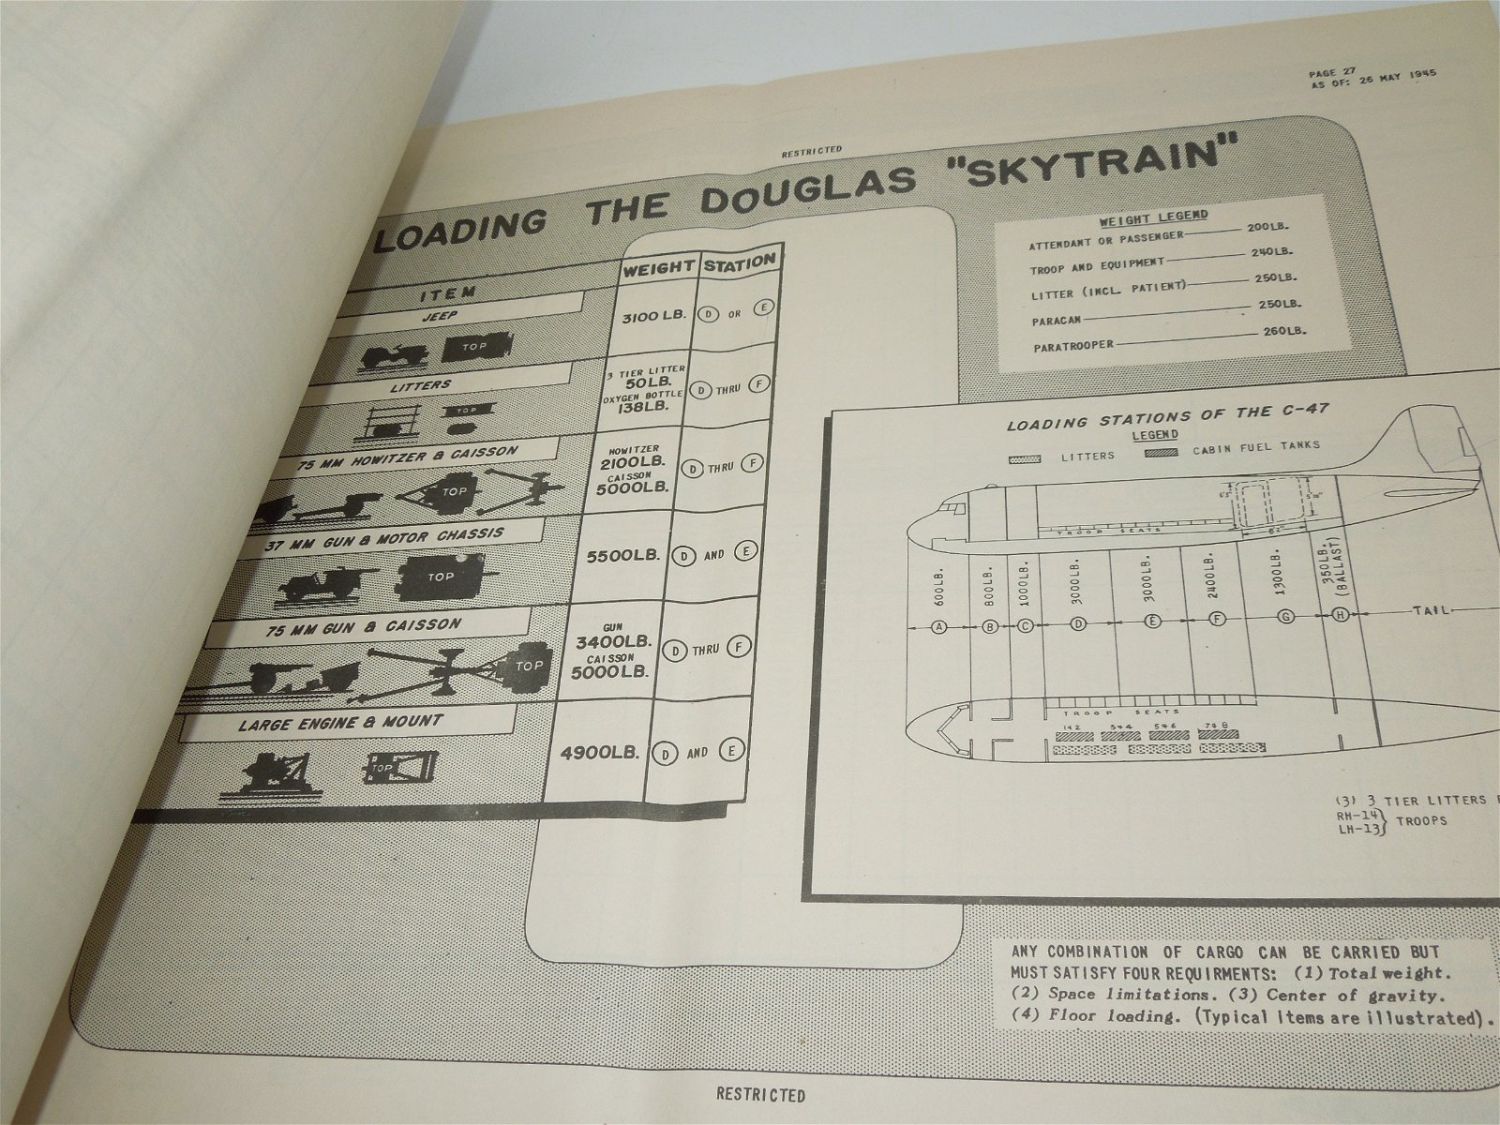 PAGE 27
AS OF: 26 MAY 1945
RESTRICTED
LOADING THE DOUGLAS "SKYTRAIN"
ITEM
WEIGHT
STATION
JEEP
TOP
3100 LB.
D OR E
LITTERS
TOP
3 TIER LITTER
50LB.
OXYGEN BOTTLE
138LB.
D THRU F
75 MM HOWITZER & CAISSON
TOP
HOWITZER
2100LB.
CAISSON
5000LB.
D THRU F
37 MM GUN & MOTOR CHASSIS
TOP
5500LB.
D AND E
75 MM GUN & CAISSON
TOP
GUN
3400LB.
CAISSON
5000LB.
D THRU F
LARGE ENGINE & MOUNT
TOP
4900LB.
D AND E
WEIGHT LEGEND
ATTENDANT OR PASSENGER 200LB.
TROOP AND EQUIPMENT 240LB.
LITTER (INCL. PATIENT) 250LB.
PARACAN 250LB.
PARATROOPER 260LB.
LOADING STATIONS OF THE C-47
LEGEND
LITTERS
CABIN FUEL TANKS
TROOP SEATS
600LB.
800LB.
1000LB.
3000LB.
3000LB.
2400LB.
1300LB.
350LB.
(BALLAST)
A B C D E F G H TAIL
TROOP SEATS
(3) 3 TIER LITTERS
RH-14
LH-13
TROOPS
ANY COMBINATION OF CARGO CAN BE CARRIED BUT
MUST SATISFY FOUR REQUIRMENTS: (1) Total weight.
(2) Space limitations. (3) Center of gravity.
(4) Floor loading. (Typical Items are illustrated).
RESTRICTED